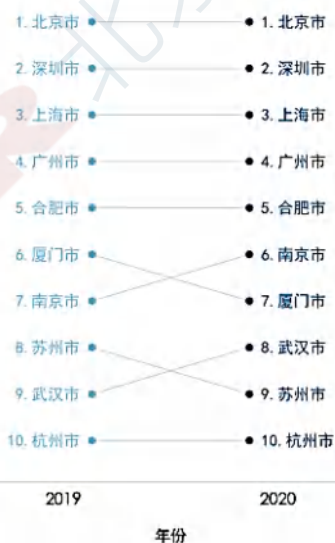 1. 北京市 1. 北京市
2. 深圳市 2. 深圳市
3. 上海市 3. 上海市
4. 广州市 4. 广州市
5. 合肥市 5. 合肥市
6. 厦门市 6. 南京市
7. 南京市 7. 厦门市
8. 苏州市 8. 武汉市
9. 武汉市 9. 苏州市
10. 杭州市 10. 杭州市
2019 2020
年份